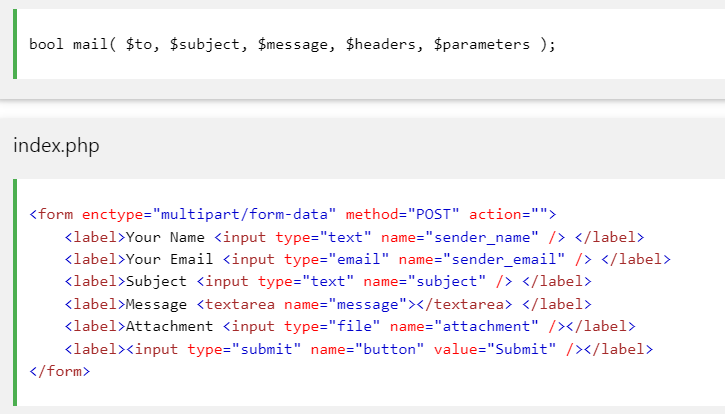 bool mail( $to, $subject, $message, $headers, $parameters );
index.php
<form enctype="multipart/form-data" method="POST" action="">
    <label>Your Name <input type="text" name="sender_name" /> </label>
    <label>Your Email <input type="email" name="sender_email" /> </label>
    <label>Subject <input type="text" name="subject" /> </label>
    <label>Message <textarea name="message"></textarea> </label>
    <label>Attachment <input type="file" name="attachment" /></label>
    <label><input type="submit" name="button" value="Submit" /></label>
</form>